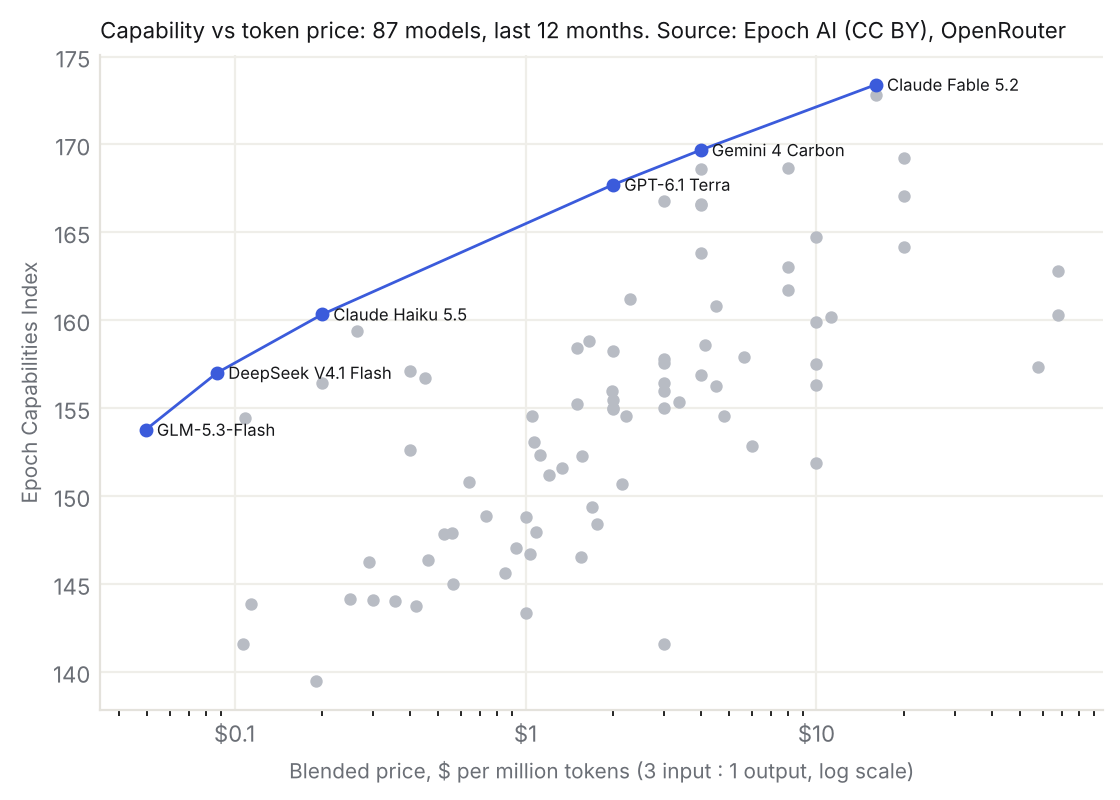 Capability vs token price: 87 models, last 12 months. Source: Epoch AI (CC BY), OpenRouter
175
Claude Fable 5.2
170
Gemini 4 Carbon
GPT-6.1 Terra
165
Epoch Capabilities Index
160
Claude Haiku 5.5
DeepSeek V4.1 Flash
155
GLM-5.3-Flash
150
145
140
$0.1
$1
$10
Blended price, $ per million tokens (3 input : 1 output, log scale)